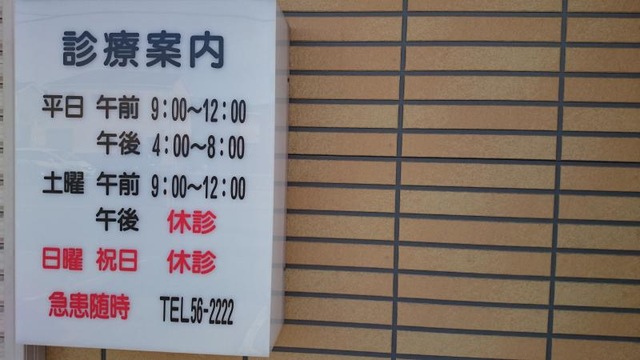 診療案内
平日 午前 9:00〜12:00
午後 4:00〜8:00
土曜 午前 9:00〜12:00
午後 休診
日曜 祝日 休診
急患随時 TEL56-2222